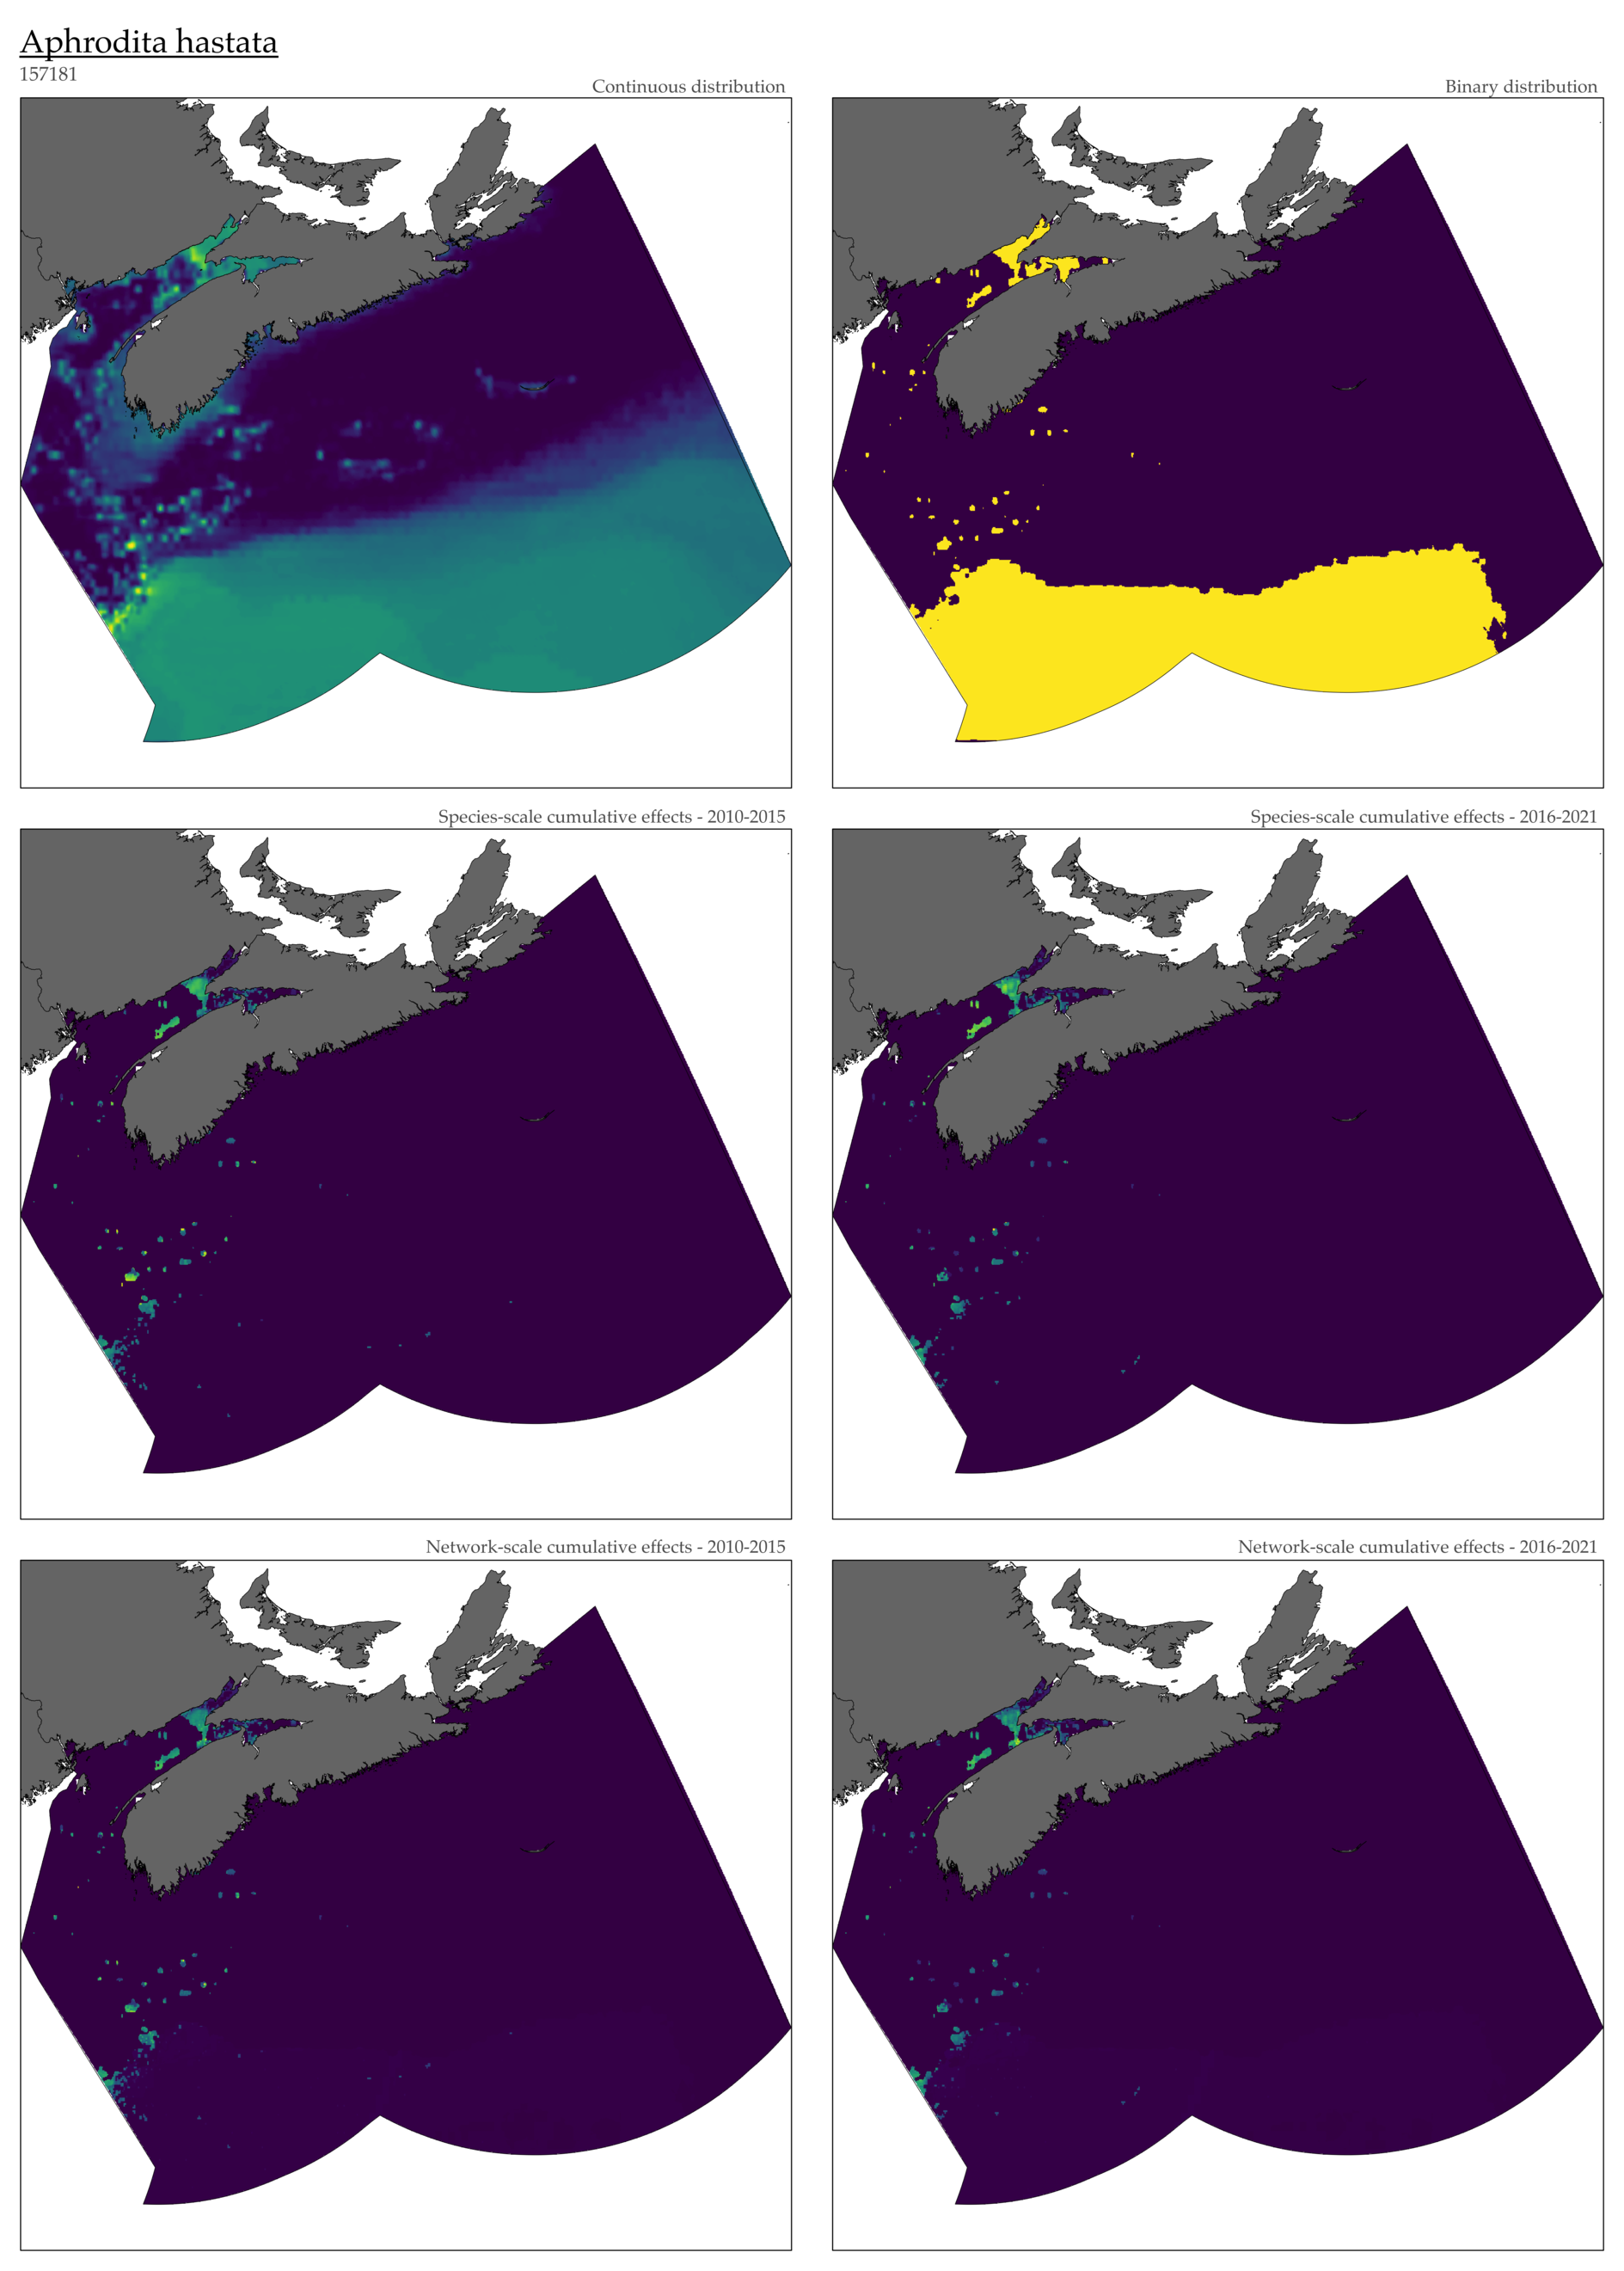 Aphrodita hastata
157181
Continuous distribution
Binary distribution
Species-scale cumulative effects - 2010-2015
Species-scale cumulative effects - 2016-2021
Network-scale cumulative effects - 2010-2015
Network-scale cumulative effects - 2016-2021